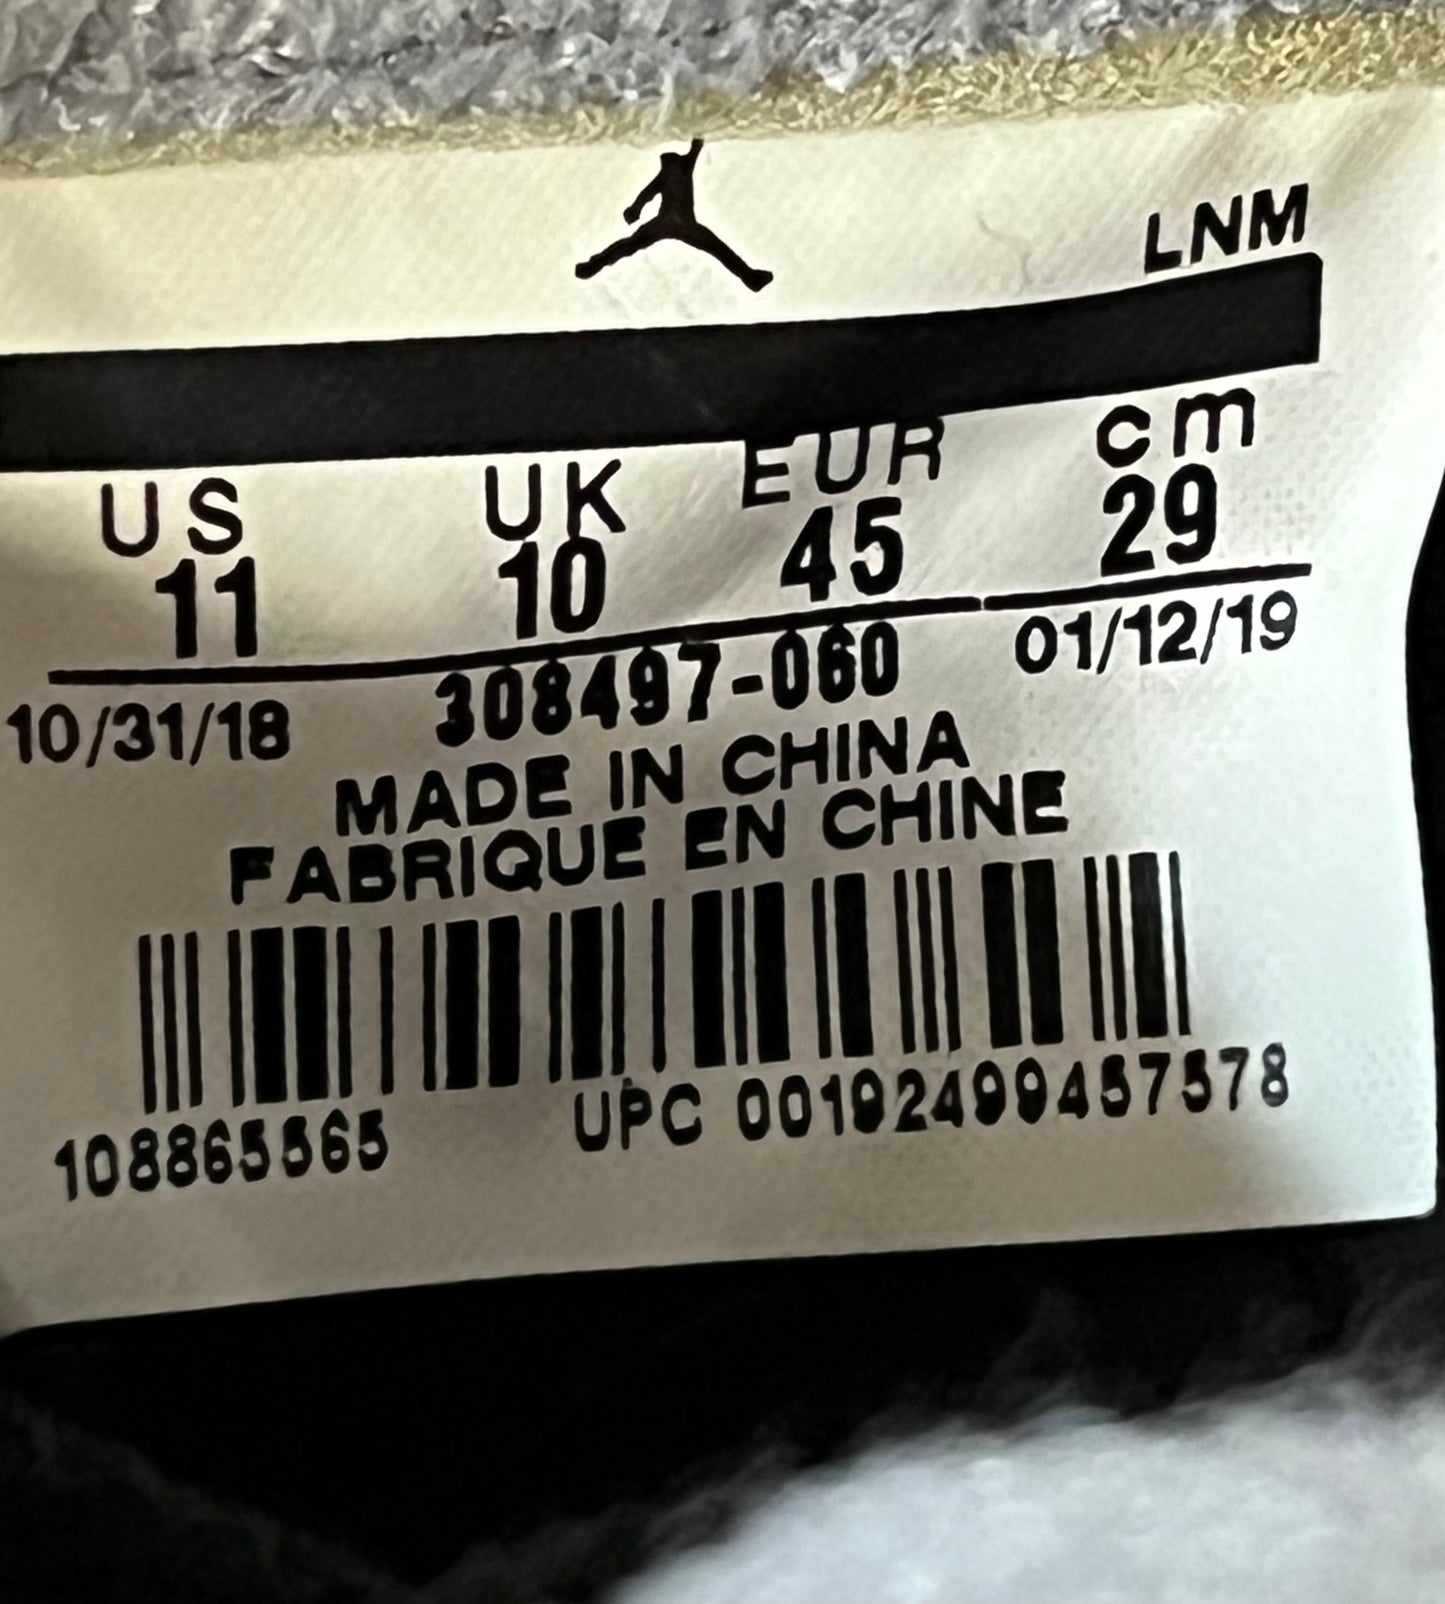 LNM
US UK EUR cm
11 10 45 29
10/31/18 308497-060 01/12/19
MADE IN CHINA
FABRIQUE EN CHINE
108865565 UPC 00192499457578